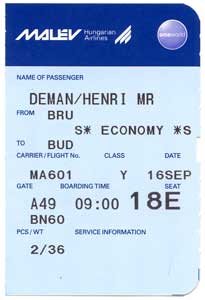 MALEV Hungarian Airlines oneworld
NAME OF PASSENGER
DEMAN/HENRI MR
FROM BRU
S* ECONOMY *S
TO BUD
CARRIER/FLIGHT No. CLASS DATE
MA601 Y 16SEP
GATE BOARDING TIME SEAT
A49 09:00 18E
BN60
PCS/WT SERVICE INFORMATION
2/36